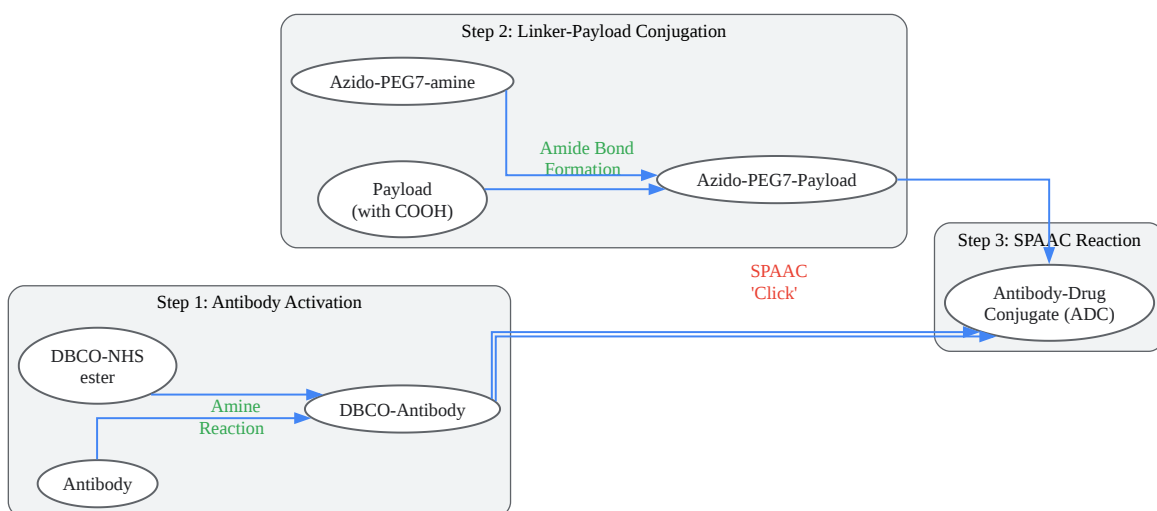 Step 2: Linker-Payload Conjugation
Azido-PEG7-amine
Amide Bond
Formation
Payload
(with COOH)
Azido-PEG7-Payload
Step 3: SPAAC Reaction
Antibody-Drug
Conjugate (ADC)
SPAAC
'Click'
Step 1: Antibody Activation
DBCO-NHS
ester
DBCO-Antibody
Amine
Reaction
Antibody